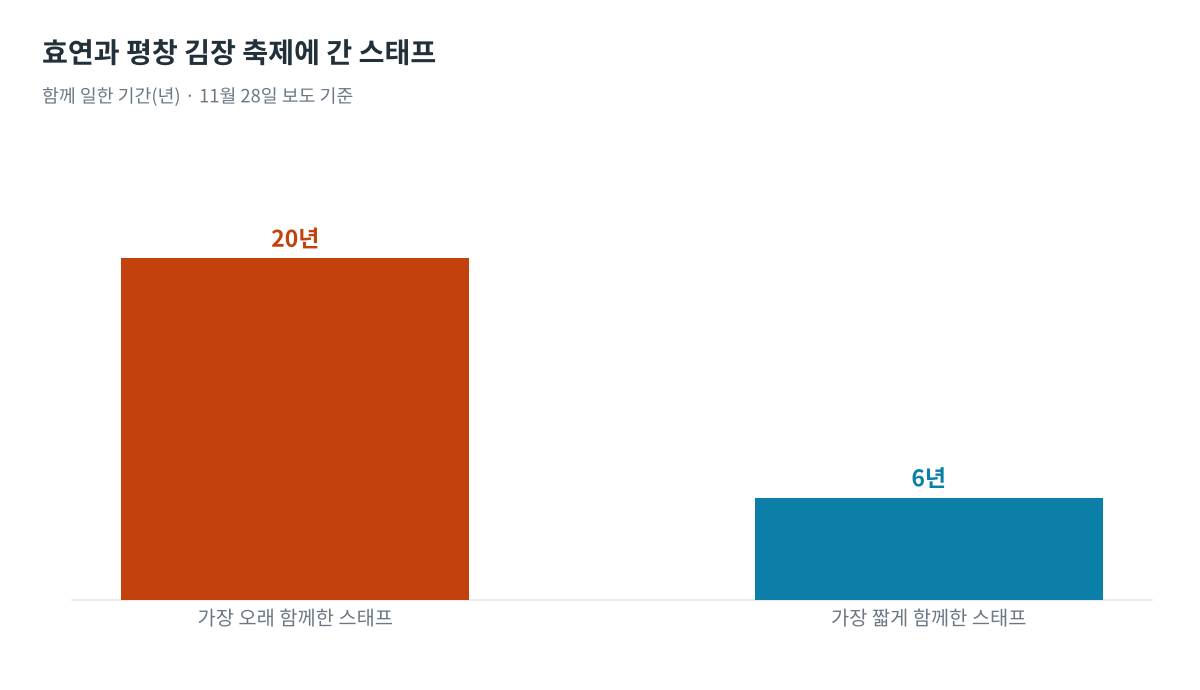 효연과 평창 김장 축제에 간 스태프
함께 일한 기간(년) · 11월 28일 보도 기준
20년
6년
가장 오래 함께한 스태프
가장 짧게 함께한 스태프